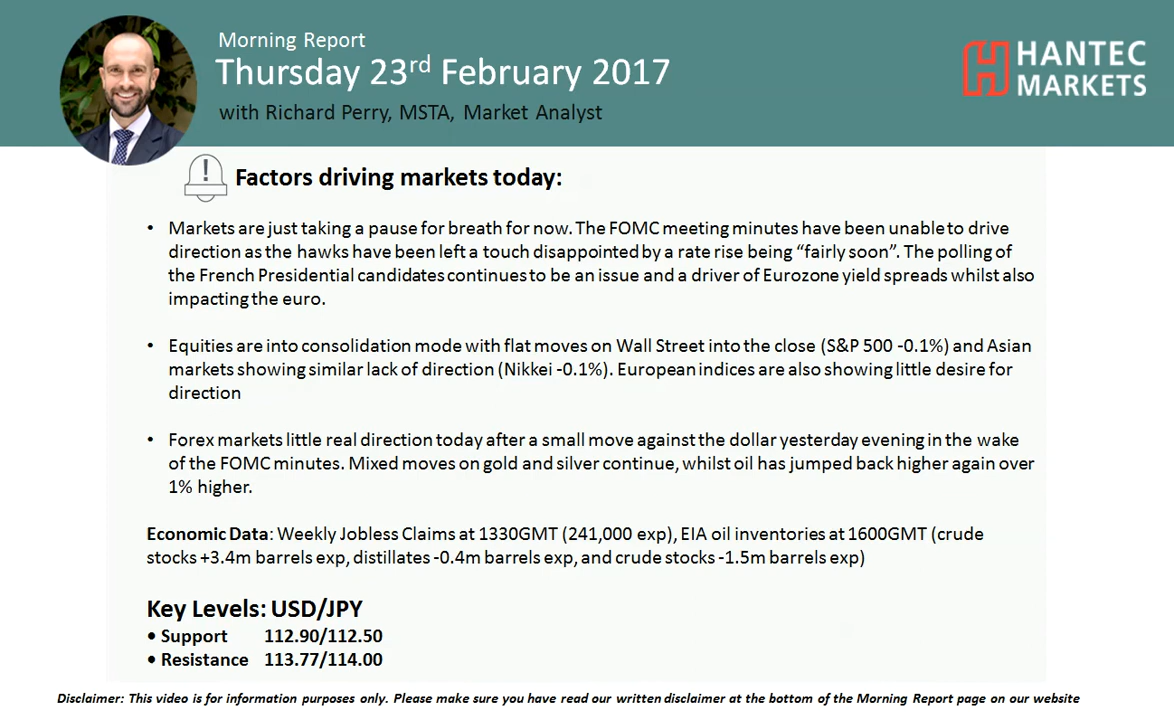 Morning Report
Thursday 23rd February 2017
with Richard Perry, MSTA, Market Analyst
HANTEC
MARKETS
Factors driving markets today:
• Markets are just taking a pause for breath for now. The FOMC meeting minutes have been unable to drive
direction as the hawks have been left a touch disappointed by a rate rise being “fairly soon”. The polling of
the French Presidential candidates continues to be an issue and a driver of Eurozone yield spreads whilst also
impacting the euro.
• Equities are into consolidation mode with flat moves on Wall Street into the close (S&P 500 -0.1%) and Asian
markets showing similar lack of direction (Nikkei -0.1%). European indices are also showing little desire for
direction
• Forex markets little real direction today after a small move against the dollar yesterday evening in the wake
of the FOMC minutes. Mixed moves on gold and silver continue, whilst oil has jumped back higher again over
1% higher.
Economic Data: Weekly Jobless Claims at 1330GMT (241,000 exp), EIA oil inventories at 1600GMT (crude
stocks +3.4m barrels exp, distillates -0.4m barrels exp, and crude stocks -1.5m barrels exp)
Key Levels: USD/JPY
• Support 112.90/112.50
• Resistance 113.77/114.00
Disclaimer: This video is for information purposes only. Please make sure you have read our written disclaimer at the bottom of the Morning Report page on our website